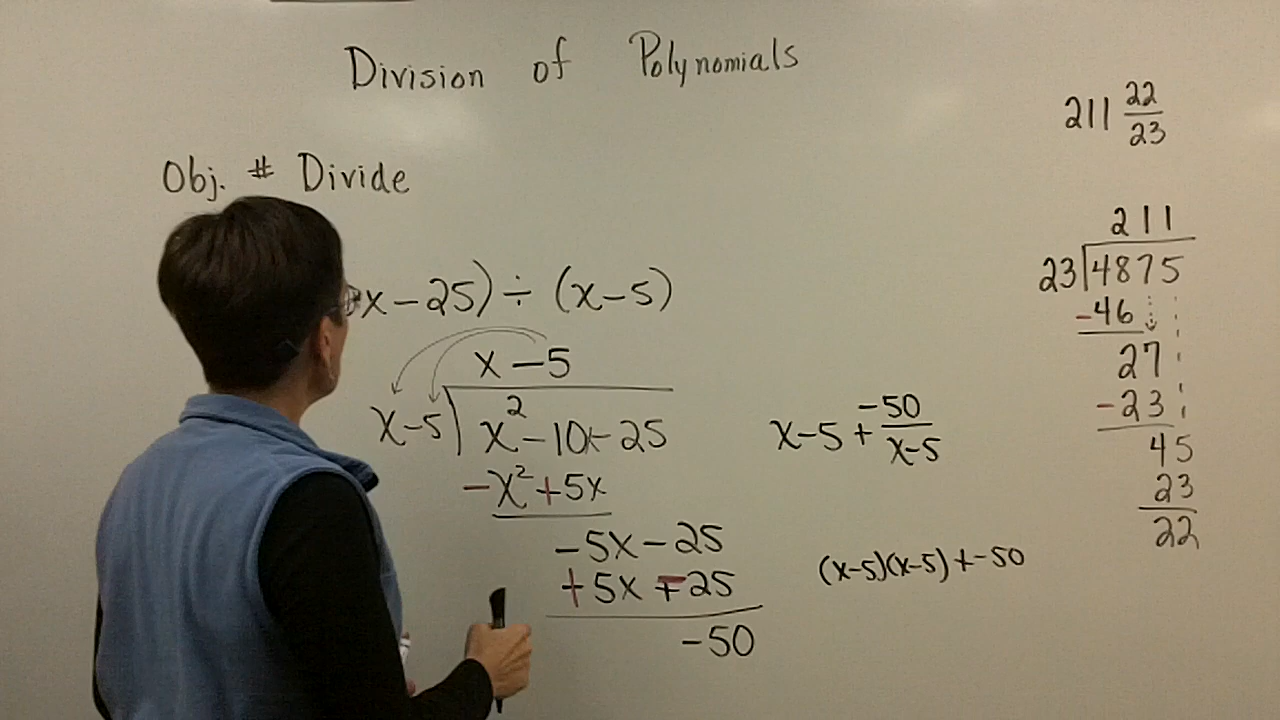 Division of Polynomials
Obj. # Divide
x - 25) ÷ (x - 5)
x - 5
x - 5 x² - 10x - 25
- x² + 5x
- 5x - 25
+ 5x - 25
- 50
x - 5 + -50/x-5
(x-5)(x-5) + -50
211 22/23
211
23 4875
- 46
27
- 23
45
23
22